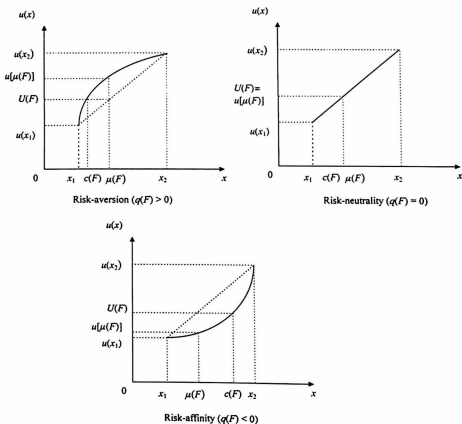 u(x)
u(x₂)
u[μ(F)]
U(F)
u(x₁)
0 x₁ c(F) μ(F) x₂ x
Risk-aversion (q(F) > 0)
u(x)
u(x₂)
U(F)=
u[μ(F)]
u(x₁)
0 x₁ c(F) μ(F) x₂ x
Risk-neutrality (q(F) = 0)
u(x)
u(x₂)
U(F)
u[μ(F)]
u(x₁)
0 x₁ μ(F) c(F) x₂ x
Risk-affinity (q(F) < 0)